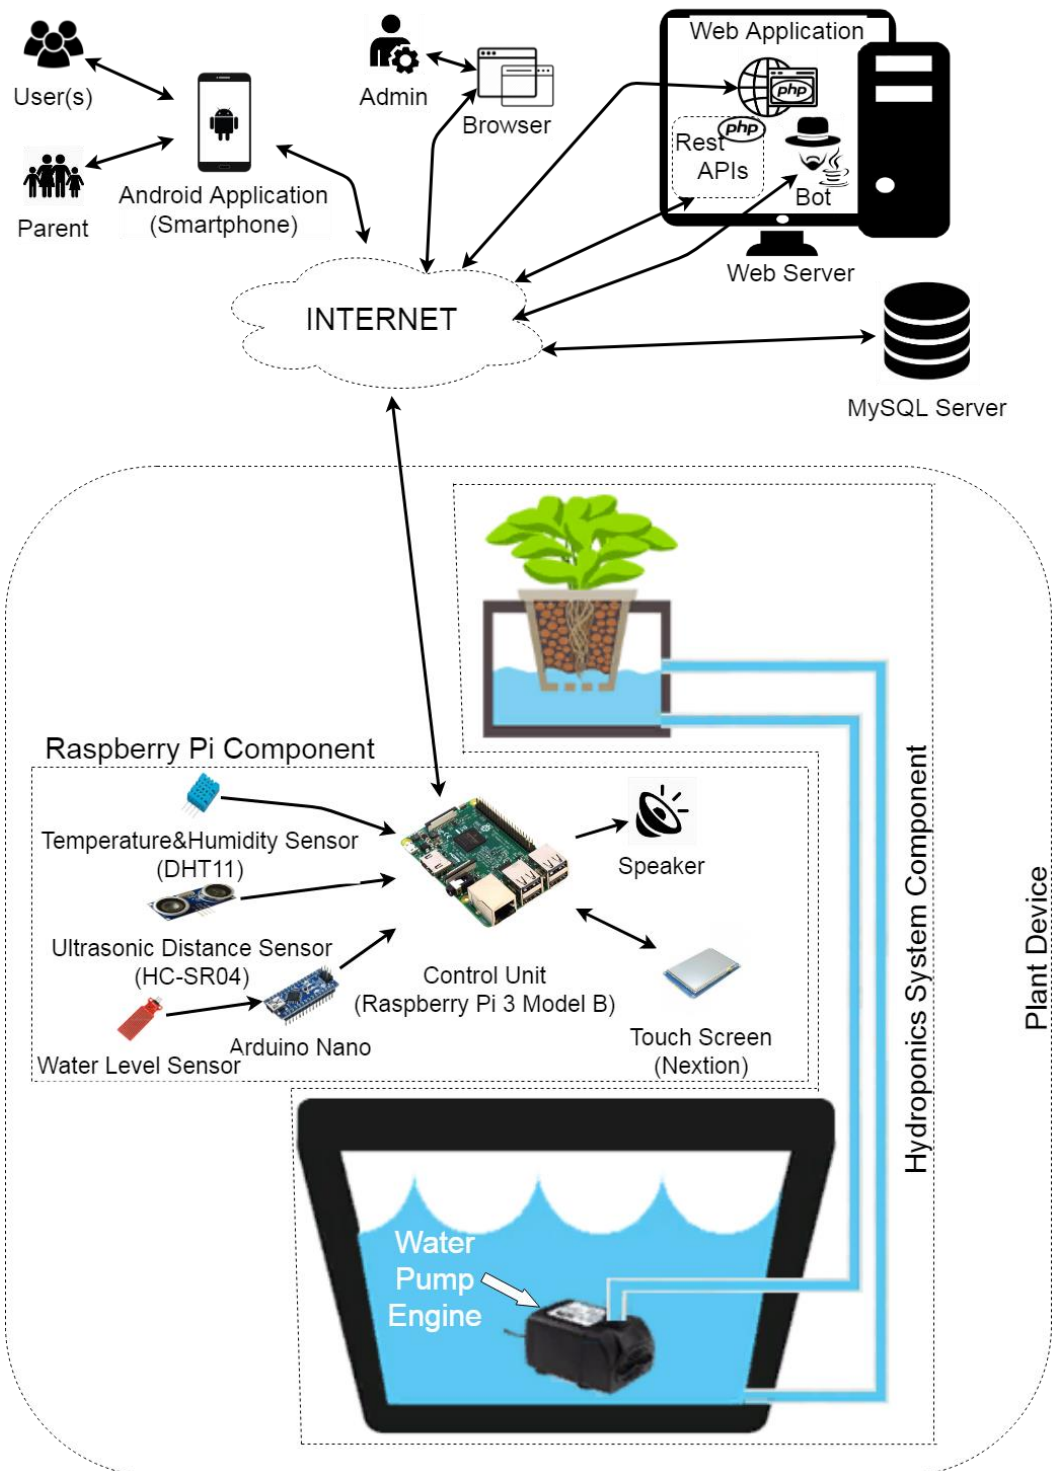 Web Application
php
php
Rest
APIs
Bot
Web Server
User(s)
Admin
Browser
Parent
Android Application
(Smartphone)
INTERNET
MySQL Server
Raspberry Pi Component
Temperature&Humidity Sensor
(DHT11)
Ultrasonic Distance Sensor
(HC-SR04)
Arduino Nano
Water Level Sensor
Control Unit
(Raspberry Pi 3 Model B)
Speaker
Touch Screen
(Nextion)
Hydroponics System Component
Plant Device
Water
Pump
Engine